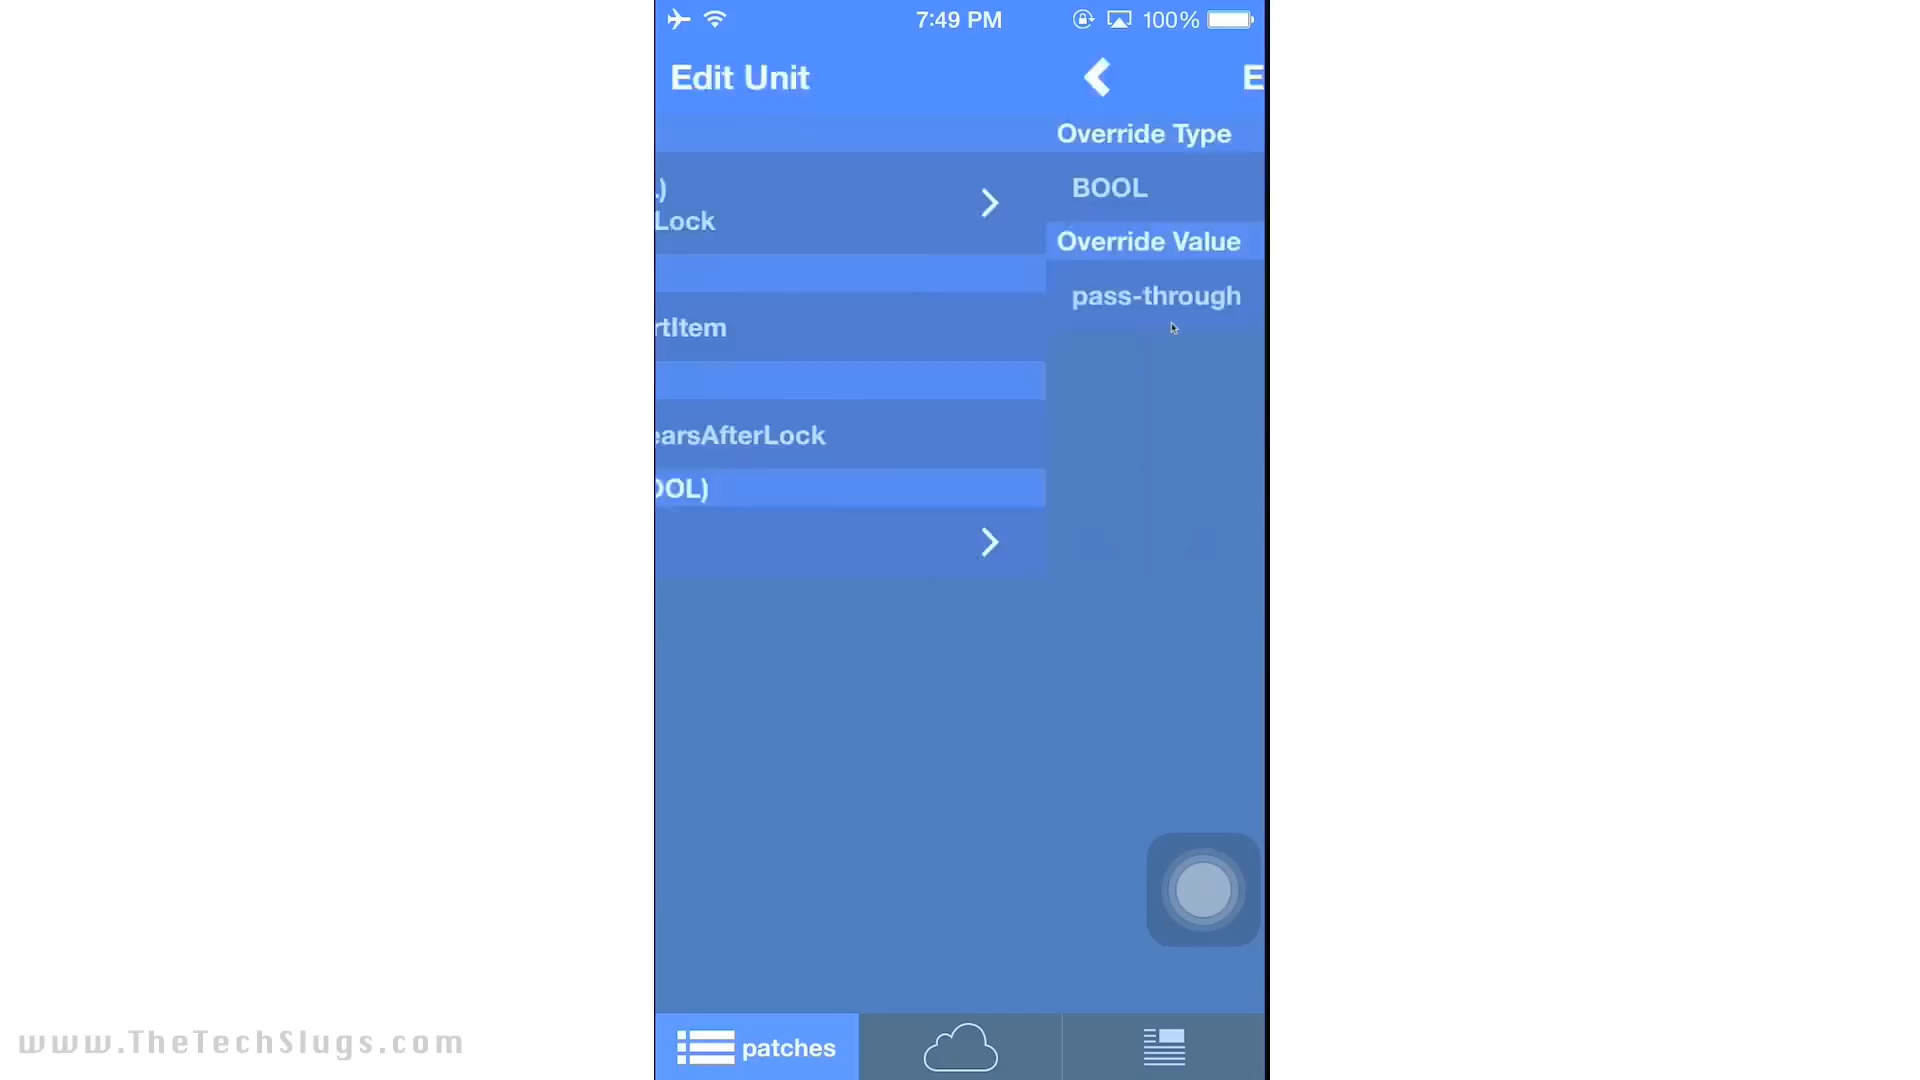 7:49 PM
100%
Edit Unit
E
Override Type
.)
Lock
BOOL
Override Value
pass-through
rtItem
earsAfterLock
OOL)
patches
www.TheTechSlugs.com